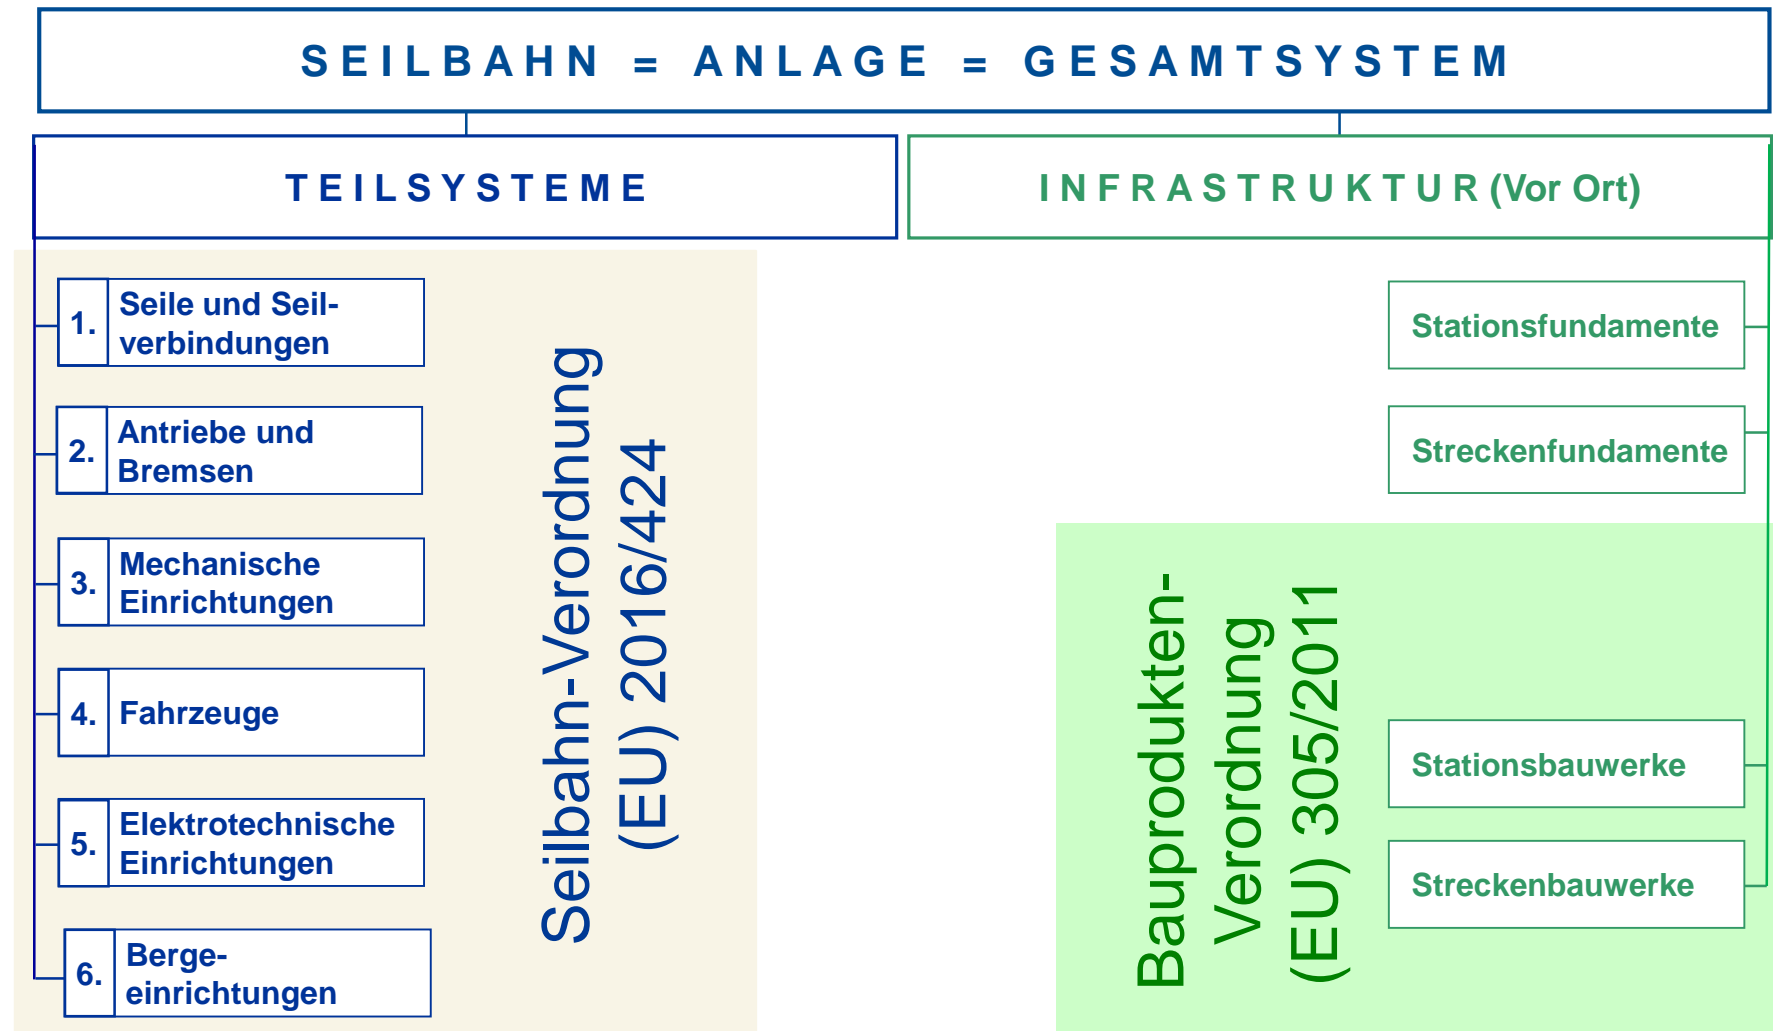 SEILBAHN = ANLAGE = GESAMTSYSTEM
TEILSYSTEME
INFRASTRUKTUR (Vor Ort)
1.
Seile und Seil-
verbindungen
2.
Antriebe und
Bremsen
3.
Mechanische
Einrichtungen
4.
Fahrzeuge
5.
Elektrotechnische
Einrichtungen
6.
Berge-
einrichtungen
Seilbahn-Verordnung
(EU) 2016/424
Stationsfundamente
Streckenfundamente
Bauprodukten-
Verordnung
(EU) 305/2011
Stationsbauwerke
Streckenbauwerke